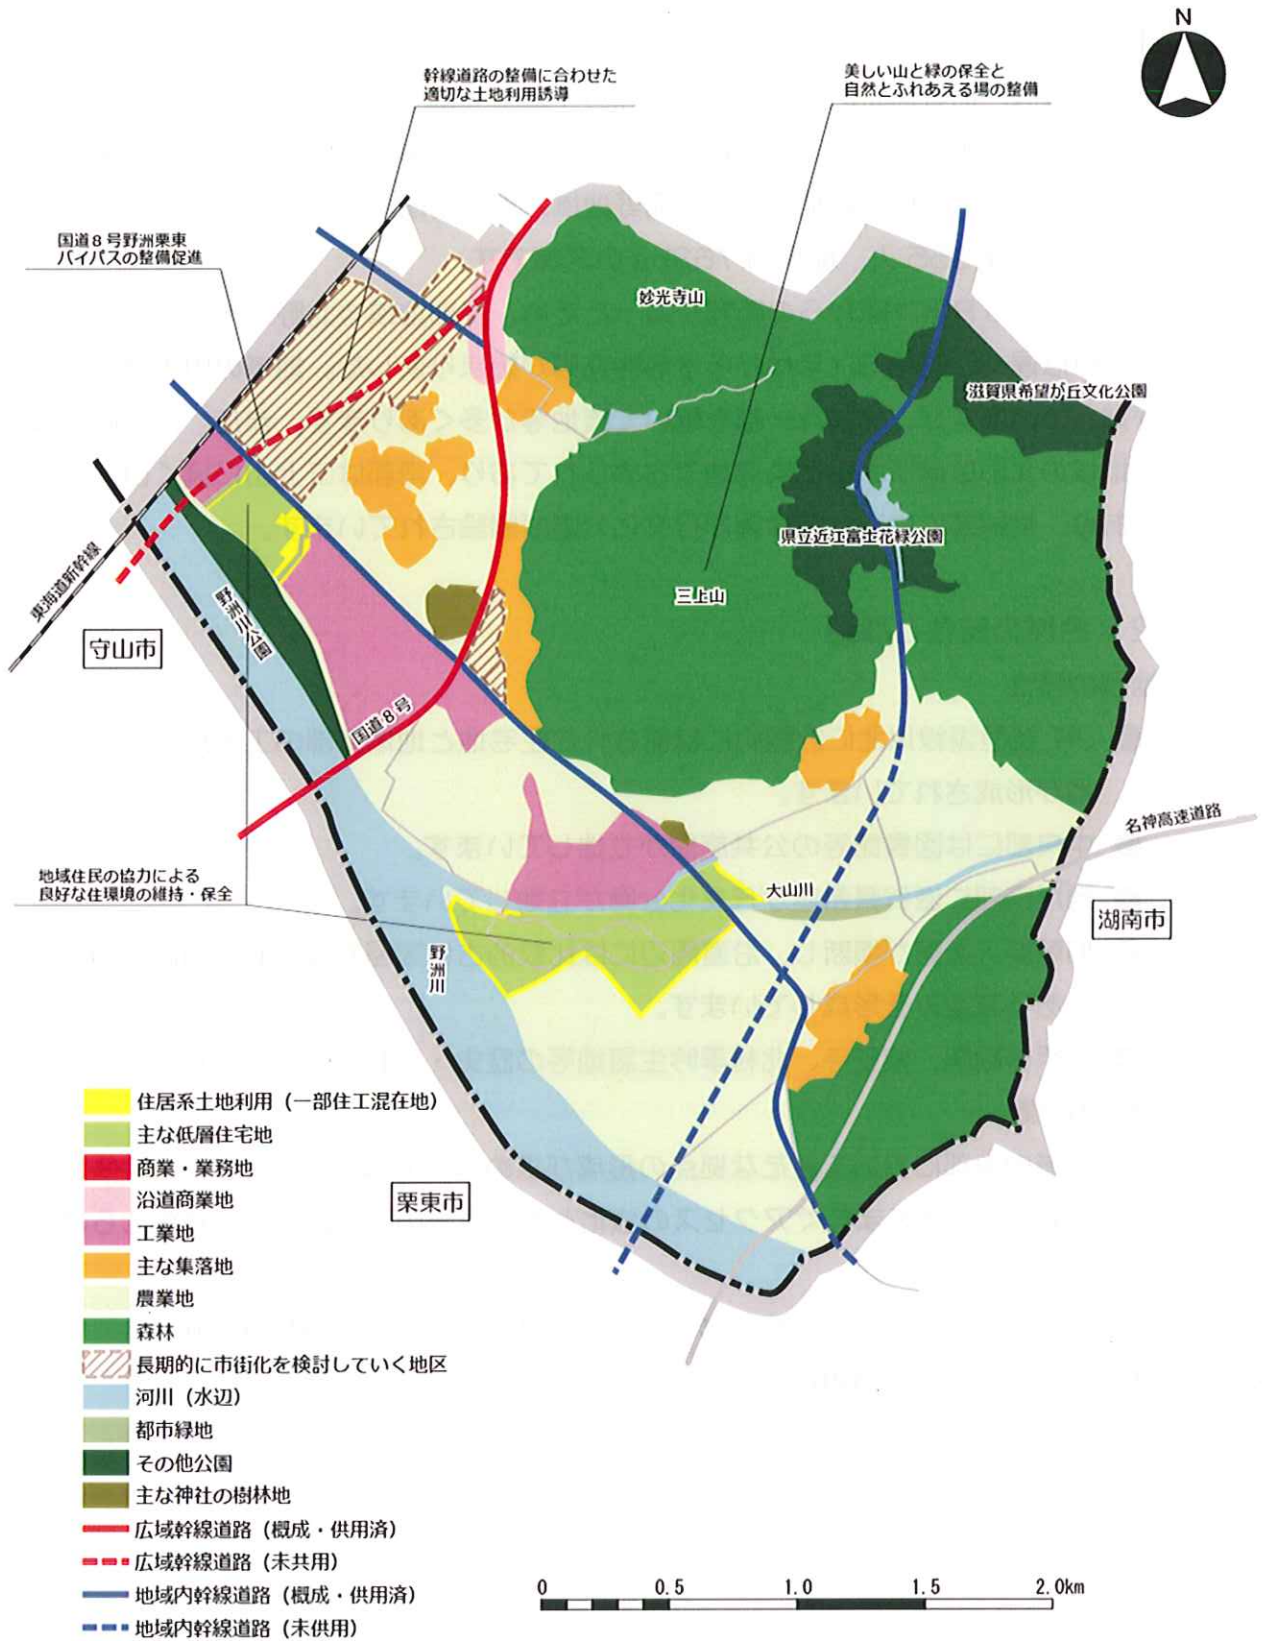 N
幹線道路の整備に合わせた
適切な土地利用誘導
美しい山と緑の保全と
自然とふれあえる場の整備
国道8号野洲栗東
バイパスの整備促進
妙光寺山
滋賀県希望が丘文化公園
県立近江富士花緑公園
三上山
東海道新幹線
野洲川公園
守山市
国道8号
名神高速道路
地域住民の協力による
良好な住環境の維持・保全
大山川
湖南市
野洲川
栗東市
住居系土地利用(一部住工混在地)
主な低層住宅地
商業・業務地
沿道商業地
工業地
主な集落地
農業地
森林
長期的に市街化を検討していく地区
河川(水辺)
都市緑地
その他公園
主な神社の樹林地
広域幹線道路(概成・供用済)
広域幹線道路(未共用)
地域内幹線道路(概成・供用済)
地域内幹線道路(未供用)
0 0.5 1.0 1.5 2.0km